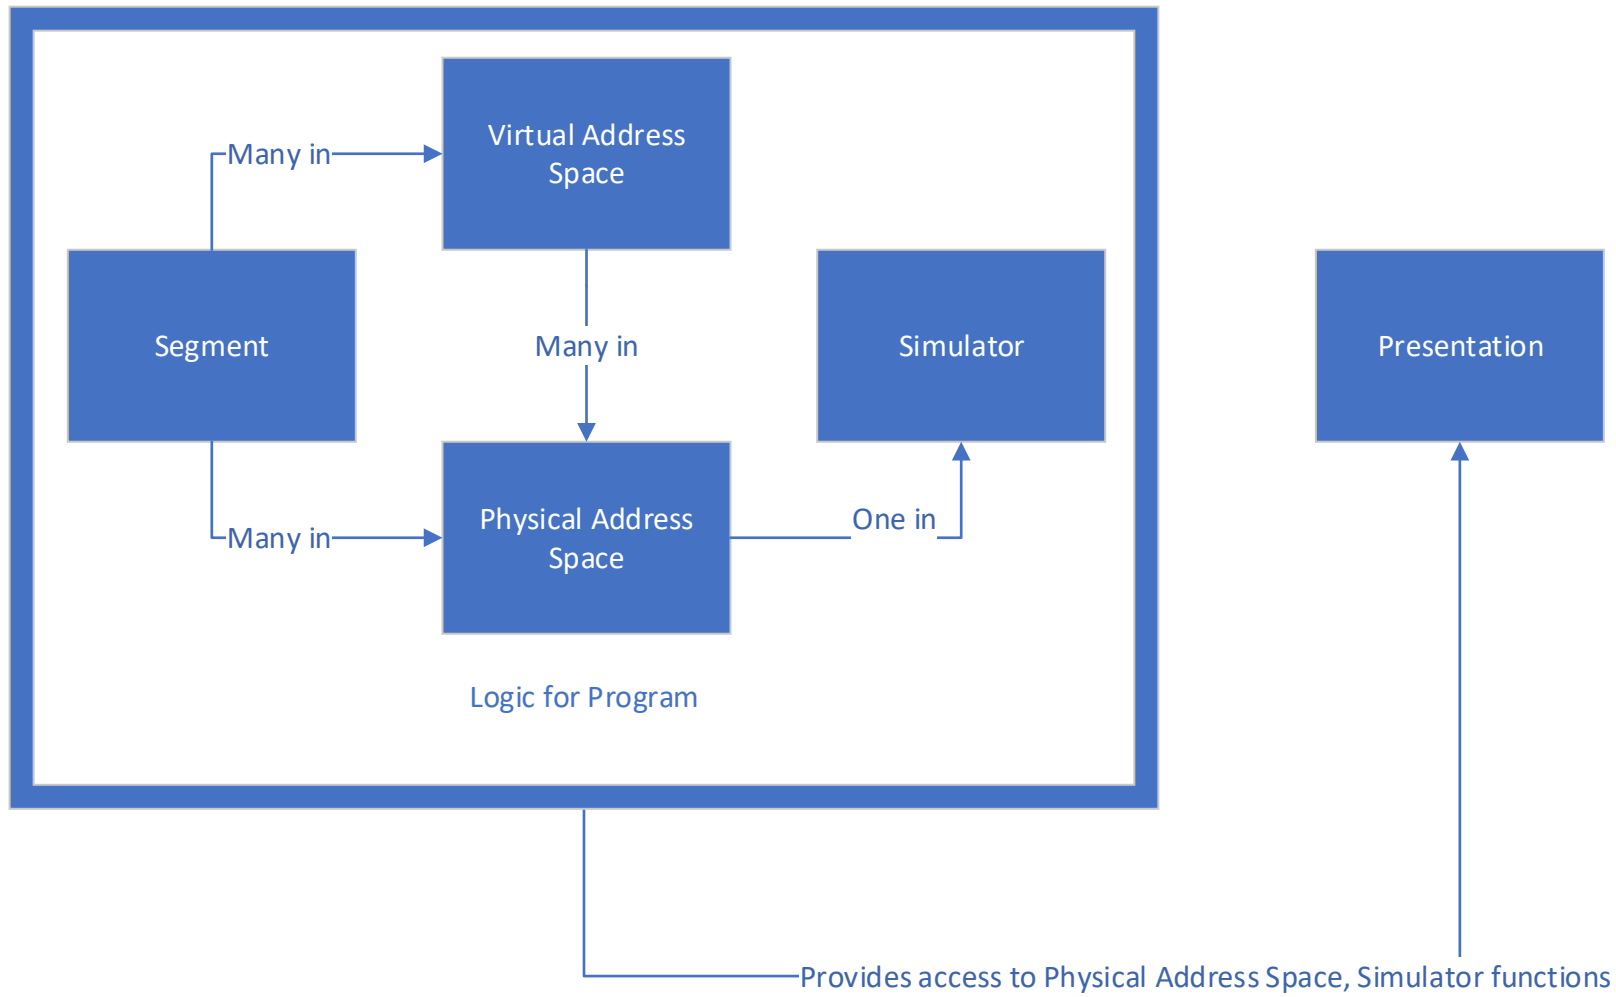 Virtual Address
Space
Many in
Segment
Many in
Simulator
Presentation
Physical Address
Space
One in
Many in
Logic for Program
Provides access to Physical Address Space, Simulator functions